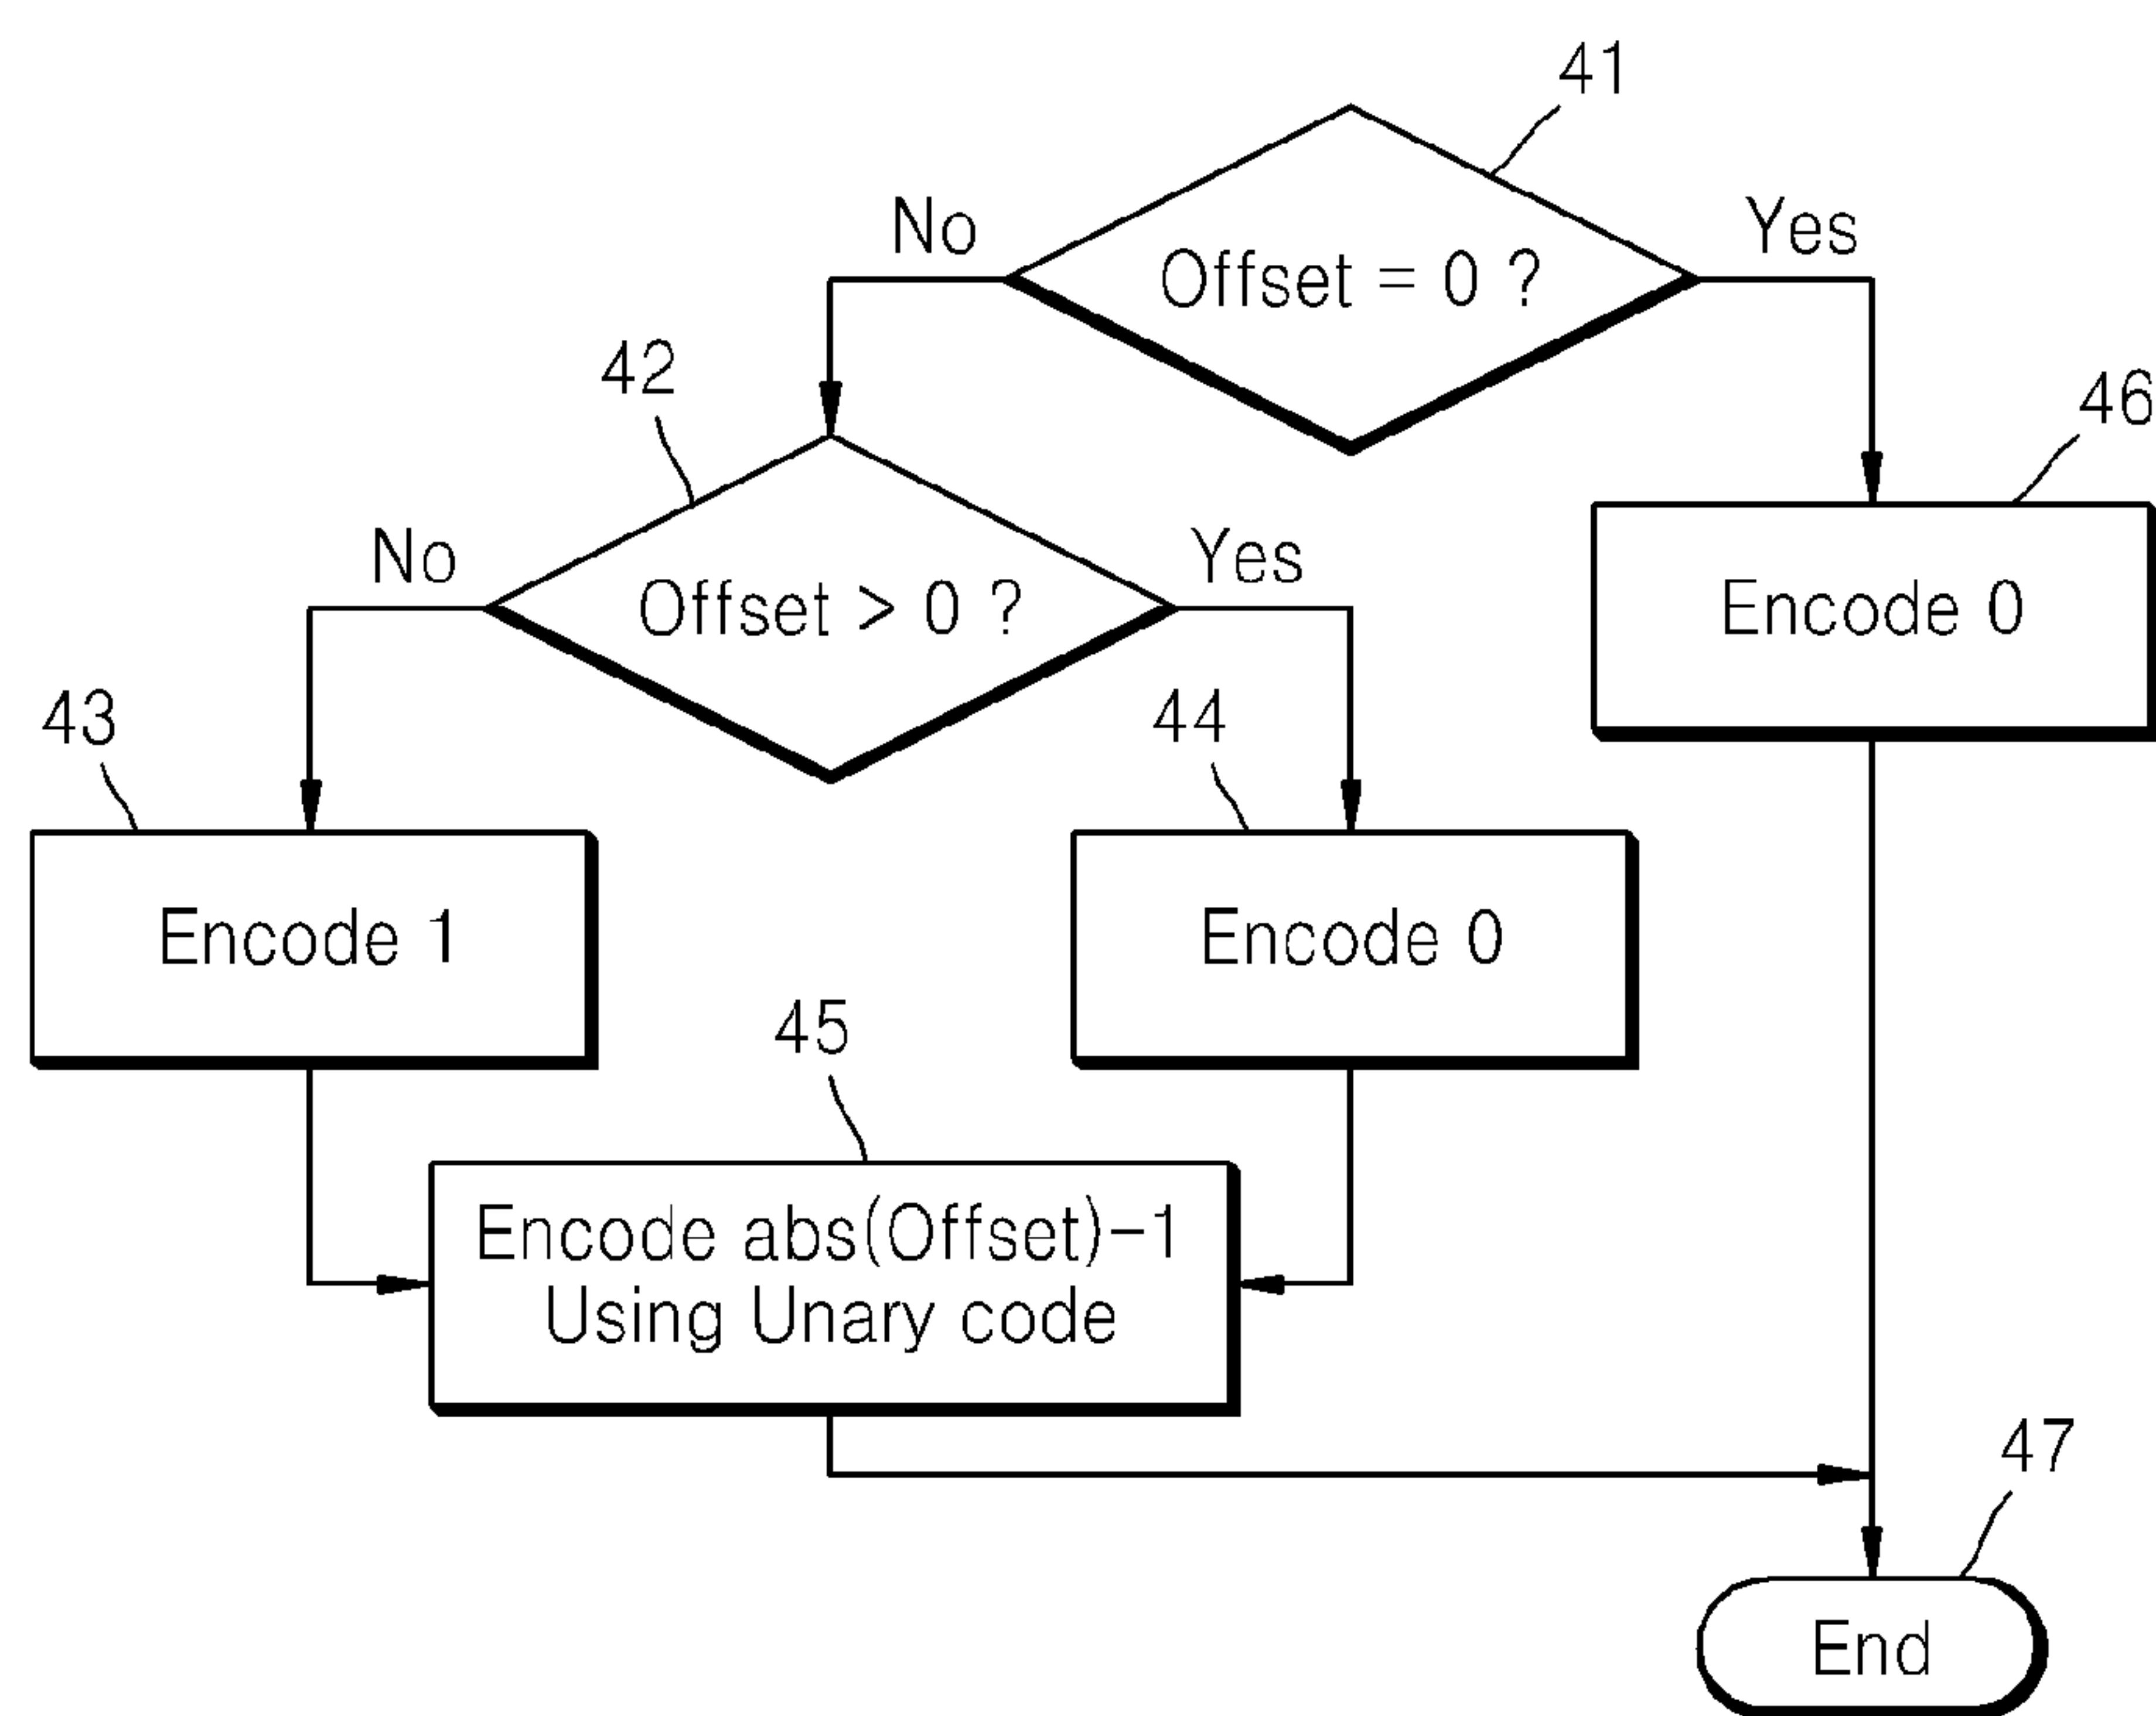 41
No
Yes
Offset = 0 ?
42
46
No
Yes
Offset > 0 ?
Encode 0
43
44
Encode 1
Encode 0
45
Encode abs(Offset)-1
Using Unary code
47
End